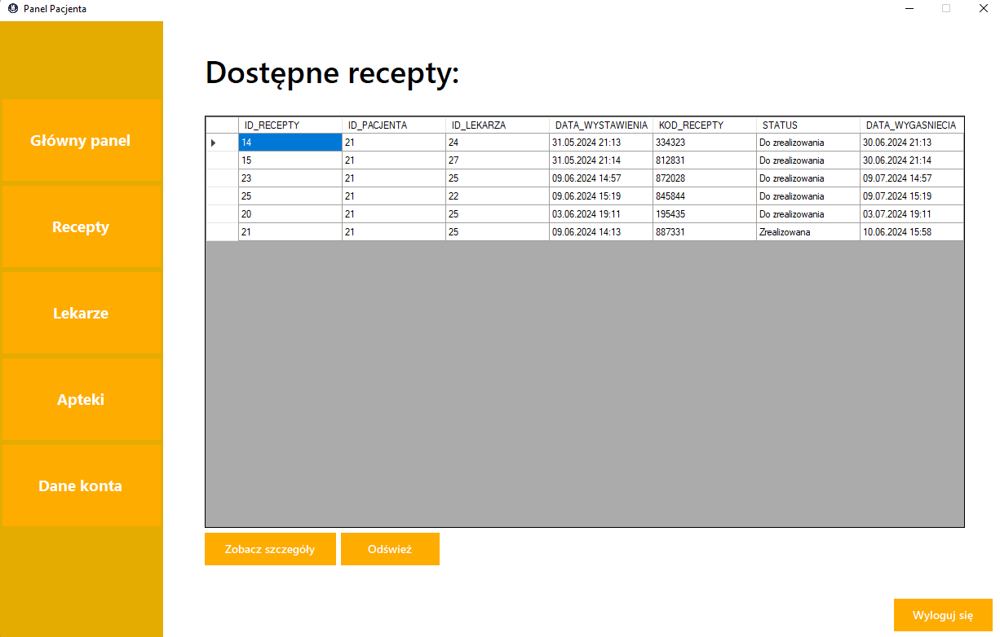 Panel Pacjenta
Główny panel
Recepty
Lekarze
Apteki
Dane konta
Dostępne recepty:
ID_RECEPTY ID_PACJENTA ID_LEKARZA DATA_WYSTAWIENIA KOD_RECEPTY STATUS DATA_WYGASNIECIA
14 21 24 31.05.2024 21:13 334323 Do zrealizowania 30.06.2024 21:13
15 21 27 31.05.2024 21:14 812831 Do zrealizowania 30.06.2024 21:14
23 21 25 09.06.2024 14:57 872028 Do zrealizowania 09.07.2024 14:57
25 21 22 09.06.2024 15:19 845844 Do zrealizowania 09.07.2024 15:19
20 21 25 03.06.2024 19:11 195435 Do zrealizowania 03.07.2024 19:11
21 21 25 09.06.2024 14:13 887331 Zrealizowana 10.06.2024 15:58
Zobacz szczegóły Odśwież
Wyloguj się